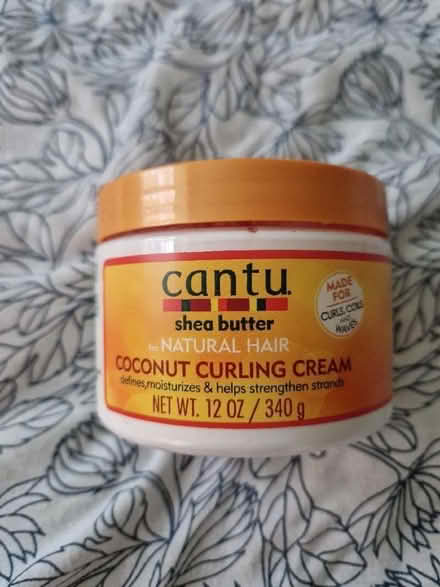 cantu.
shea butter
for NATURAL HAIR
COCONUT CURLING CREAM
defines, moisturizes & helps strengthen strands
NET WT. 12 OZ / 340 g
MADE
FOR
CURLS, COILS
AND
WAVES